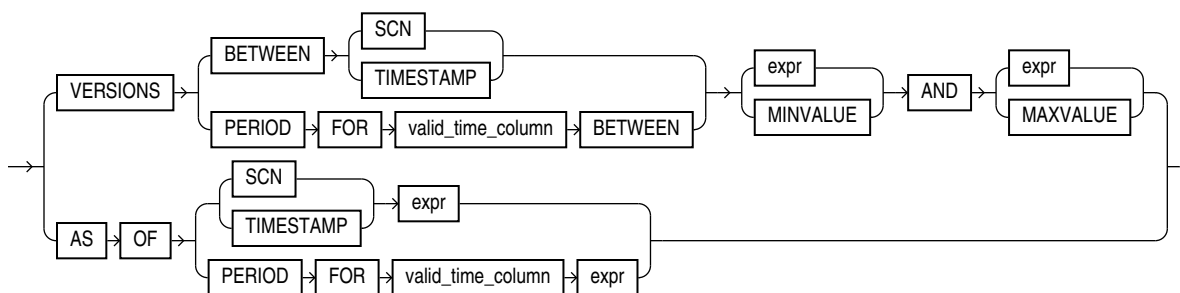 SCN
BETWEEN
expr
expr
VERSIONS
TIMESTAMP
AND
MINVALUE
MAXVALUE
PERIOD FOR valid_time_column BETWEEN
SCN
expr
TIMESTAMP
AS OF
PERIOD FOR valid_time_column expr